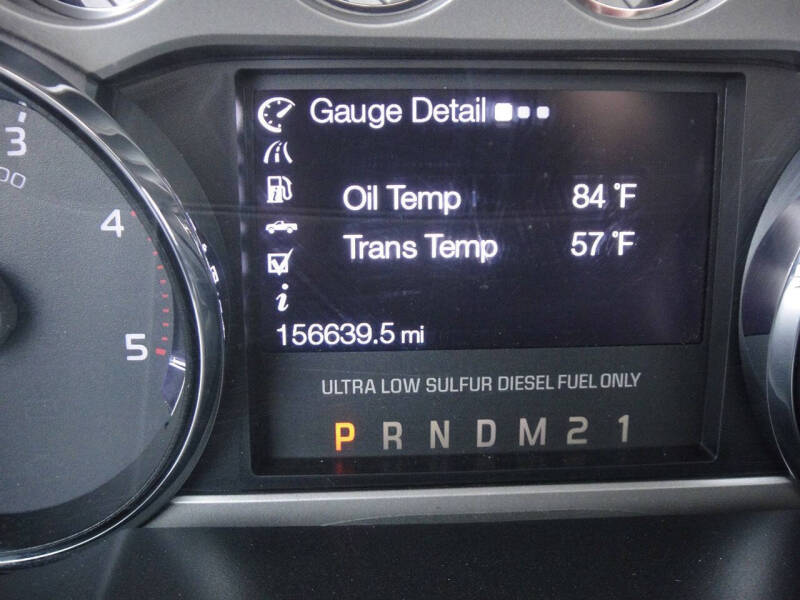 Gauge Detail
Oil Temp 84 °F
Trans Temp 57 °F
i
156639.5 mi
ULTRA LOW SULFUR DIESEL FUEL ONLY
P R N D M 2 1
3
00
4
5